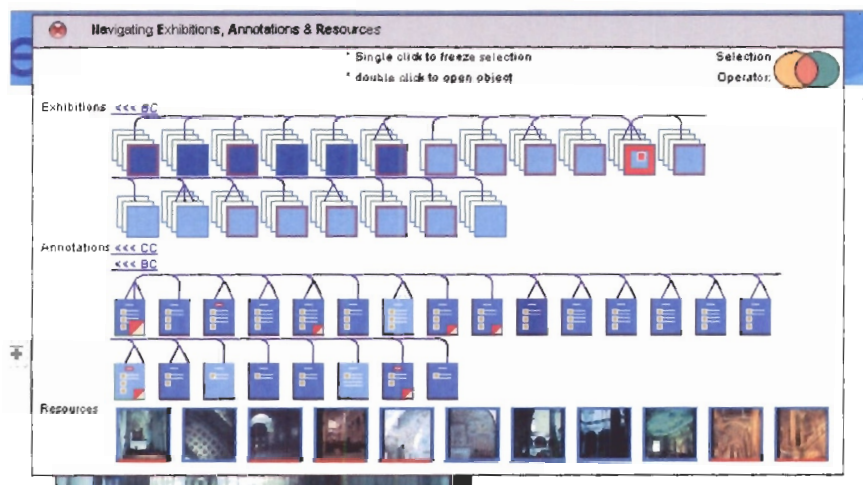 Navigating Exhibitions, Annotations & Resources
* Single click to freeze selection
* double click to open object
Selection
Operator:
Exhibitions <<< BC
Annotations <<< CC
<<< BC
Resources